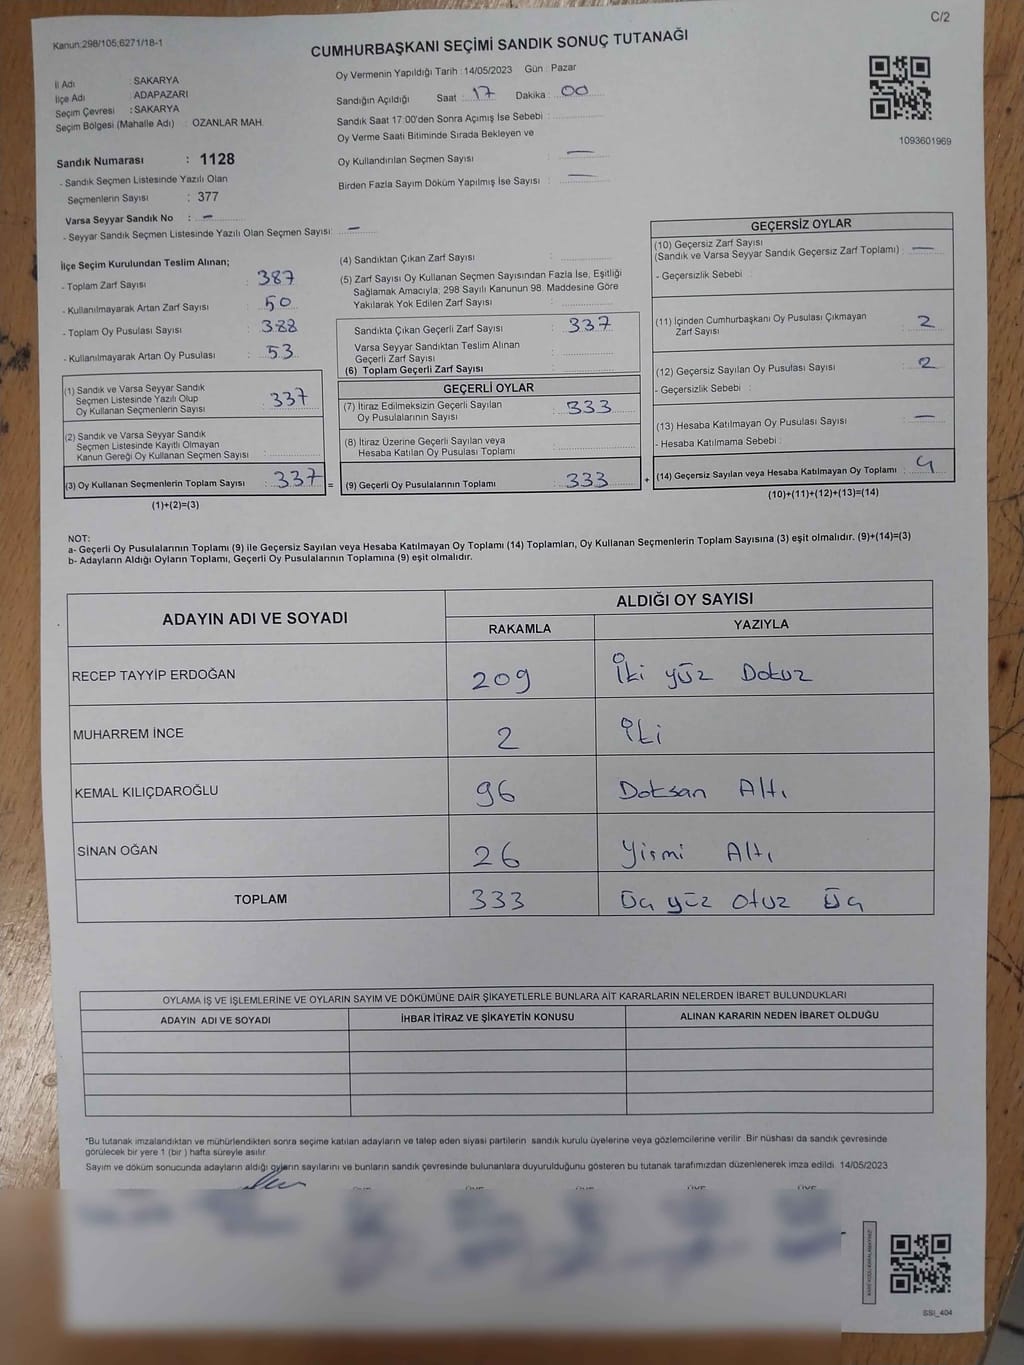 C/2
Kanun:298/105;6271/18-1
CUMHURBAŞKANI SEÇİMİ SANDIK SONUÇ TUTANAĞI
İl Adı : SAKARYA
İlçe Adı : ADAPAZARI
Seçim Çevresi : SAKARYA
Seçim Bölgesi (Mahalle Adı) : OZANLAR MAH.
Sandık Numarası : 1128
- Sandık Seçmen Listesinde Yazılı Olan
Seçmenlerin Sayısı : 377
Varsa Seyyar Sandık No : –
- Seyyar Sandık Seçmen Listesinde Yazılı Olan Seçmen Sayısı: –
Oy Vermenin Yapıldığı Tarih : 14/05/2023 Gün : Pazar
Sandığın Açıldığı Saat : 17 Dakika : 00
Sandık Saat 17:00'den Sonra Açımış İse Sebebi :
Oy Verme Saati Bitiminde Sırada Bekleyen ve
Oy Kullandırılan Seçmen Sayısı : —
Birden Fazla Sayım Döküm Yapılmış İse Sayısı : —
1093601969
İlçe Seçim Kurulundan Teslim Alınan;
- Toplam Zarf Sayısı : 387
- Kullanılmayarak Artan Zarf Sayısı : 50
- Toplam Oy Pusulası Sayısı : 388
- Kullanılmayarak Artan Oy Pusulası : 53
(1) Sandık ve Varsa Seyyar Sandık
Seçmen Listesinde Yazılı Olup
Oy Kullanan Seçmenlerin Sayısı : 337
(2) Sandık ve Varsa Seyyar Sandık
Seçmen Listesinde Kayıtlı Olmayan
Kanun Gereği Oy Kullanan Seçmen Sayısı :
(3) Oy Kullanan Seçmenlerin Toplam Sayısı : 337 =
(1)+(2)=(3)
(4) Sandıktan Çıkan Zarf Sayısı :
(5) Zarf Sayısı Oy Kullanan Seçmen Sayısından Fazla İse, Eşitliği
Sağlamak Amacıyla, 298 Sayılı Kanunun 98. Maddesine Göre
Yakılarak Yok Edilen Zarf Sayısı :
Sandıkta Çıkan Geçerli Zarf Sayısı : 337
Varsa Seyyar Sandıktan Teslim Alınan
Geçerli Zarf Sayısı :
(6) Toplam Geçerli Zarf Sayısı :
GEÇERLİ OYLAR
(7) İtiraz Edilmeksizin Geçerli Sayılan
Oy Pusulalarının Sayısı : 333
(8) İtiraz Üzerine Geçerli Sayılan veya
Hesaba Katılan Oy Pusulası Toplamı :
(9) Geçerli Oy Pusulalarının Toplamı : 333 +
GEÇERSİZ OYLAR
(10) Geçersiz Zarf Sayısı
(Sandık ve Varsa Seyyar Sandık Geçersiz Zarf Toplamı) : —
- Geçersizlik Sebebi :
(11) İçinden Cumhurbaşkanı Oy Pusulası Çıkmayan
Zarf Sayısı : 2
(12) Geçersiz Sayılan Oy Pusulası Sayısı : 2
- Geçersizlik Sebebi :
(13) Hesaba Katılmayan Oy Pusulası Sayısı : —
- Hesaba Katılmama Sebebi :
(14) Geçersiz Sayılan veya Hesaba Katılmayan Oy Toplamı : 4
(10)+(11)+(12)+(13)=(14)
NOT:
a- Geçerli Oy Pusulalarının Toplamı (9) ile Geçersiz Sayılan veya Hesaba Katılmayan Oy Toplamı (14) Toplamları, Oy Kullanan Seçmenlerin Toplam Sayısına (3) eşit olmalıdır. (9)+(14)=(3)
b- Adayların Aldığı Oyların Toplamı, Geçerli Oy Pusulalarının Toplamına (9) eşit olmalıdır.
ADAYIN ADI VE SOYADI ALDIĞI OY SAYISI
RAKAMLA YAZIYLA
RECEP TAYYİP ERDOĞAN 209 İki yüz Dokuz
MUHARREM İNCE 2 İki
KEMAL KILIÇDAROĞLU 96 Doksan Altı
SİNAN OĞAN 26 Yirmi Altı
TOPLAM 333 Üç yüz Otuz Üç
OYLAMA İŞ VE İŞLEMLERİNE VE OYLARIN SAYIM VE DÖKÜMÜNE DAİR ŞİKAYETLERLE BUNLARA AİT KARARLARIN NELERDEN İBARET BULUNDUKLARI
ADAYIN ADI VE SOYADI İHBAR İTİRAZ VE ŞİKAYETİN KONUSU ALINAN KARARIN NEDEN İBARET OLDUĞU
*Bu tutanak imzalandıktan ve mühürlendikten sonra seçime katılan adayların ve talep eden siyasi partilerin sandık kurulu üyelerine veya gözlemcilerine verilir. Bir nüshası da sandık çevresinde
görülecek bir yere 1 (bir) hafta süreyle asılır.
Sayım ve döküm sonucunda adayların aldığı oyların sayılarını ve bunların sandık çevresinde bulunanlara duyurulduğunu gösteren bu tutanak tarafımızdan düzenlenerek imza edildi. 14/05/2023
SSI_404